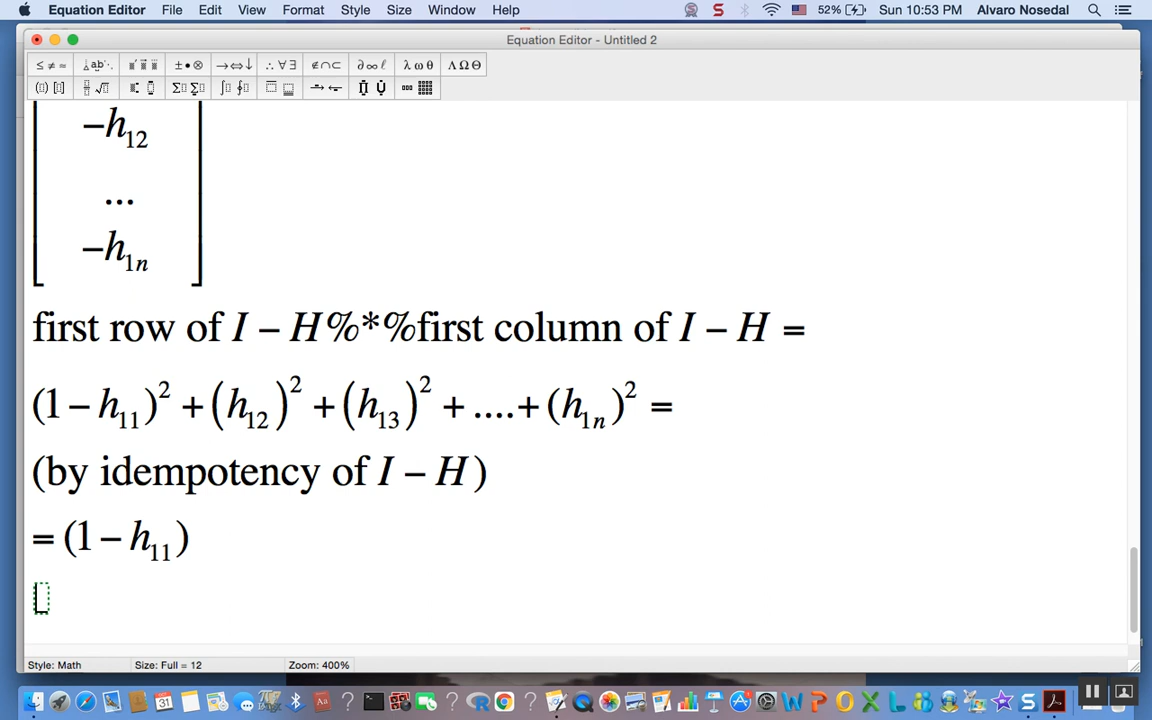 Equation Editor File Edit View Format Style Size Window Help 52% Sun 10:53 PM Alvaro Nosedal
Equation Editor - Untitled 2
−h₁₂
...
−h₁ₙ
first row of I − H%*%first column of I − H =
(1 − h₁₁)² + (h₁₂)² + (h₁₃)² + .... + (h₁ₙ)² =
(by idempotency of I − H)
= (1 − h₁₁)
Style: Math Size: Full = 12 Zoom: 400%